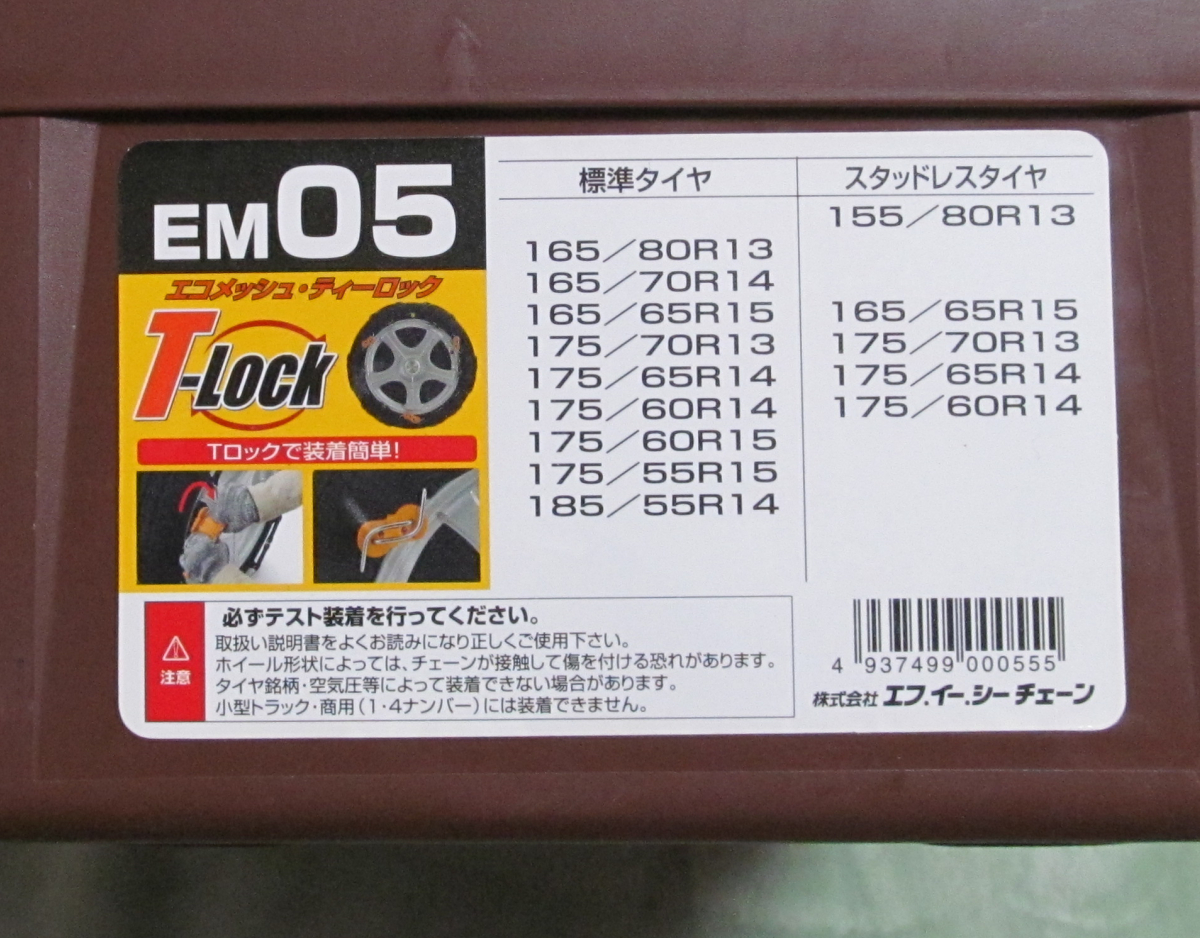 EM05
エコメッシュ・ティーロック
T-Lock
Tロックで装着簡単!
標準タイヤ
165／80R13
165／70R14
165／65R15
175／70R13
175／65R14
175／60R14
175／60R15
175／55R15
185／55R14
スタッドレスタイヤ
155／80R13
165／65R15
175／70R13
175／65R14
175／60R14
注意
必ずテスト装着を行ってください。
取扱い説明書をよくお読みになり正しくご使用下さい。
ホイール形状によっては、チェーンが接触して傷を付ける恐れがあります。
タイヤ銘柄・空気圧等によって装着できない場合があります。
小型トラック・商用(1・4ナンバー)には装着できません。
4 937499 000555
株式会社 エフ.イー.シーチェーン